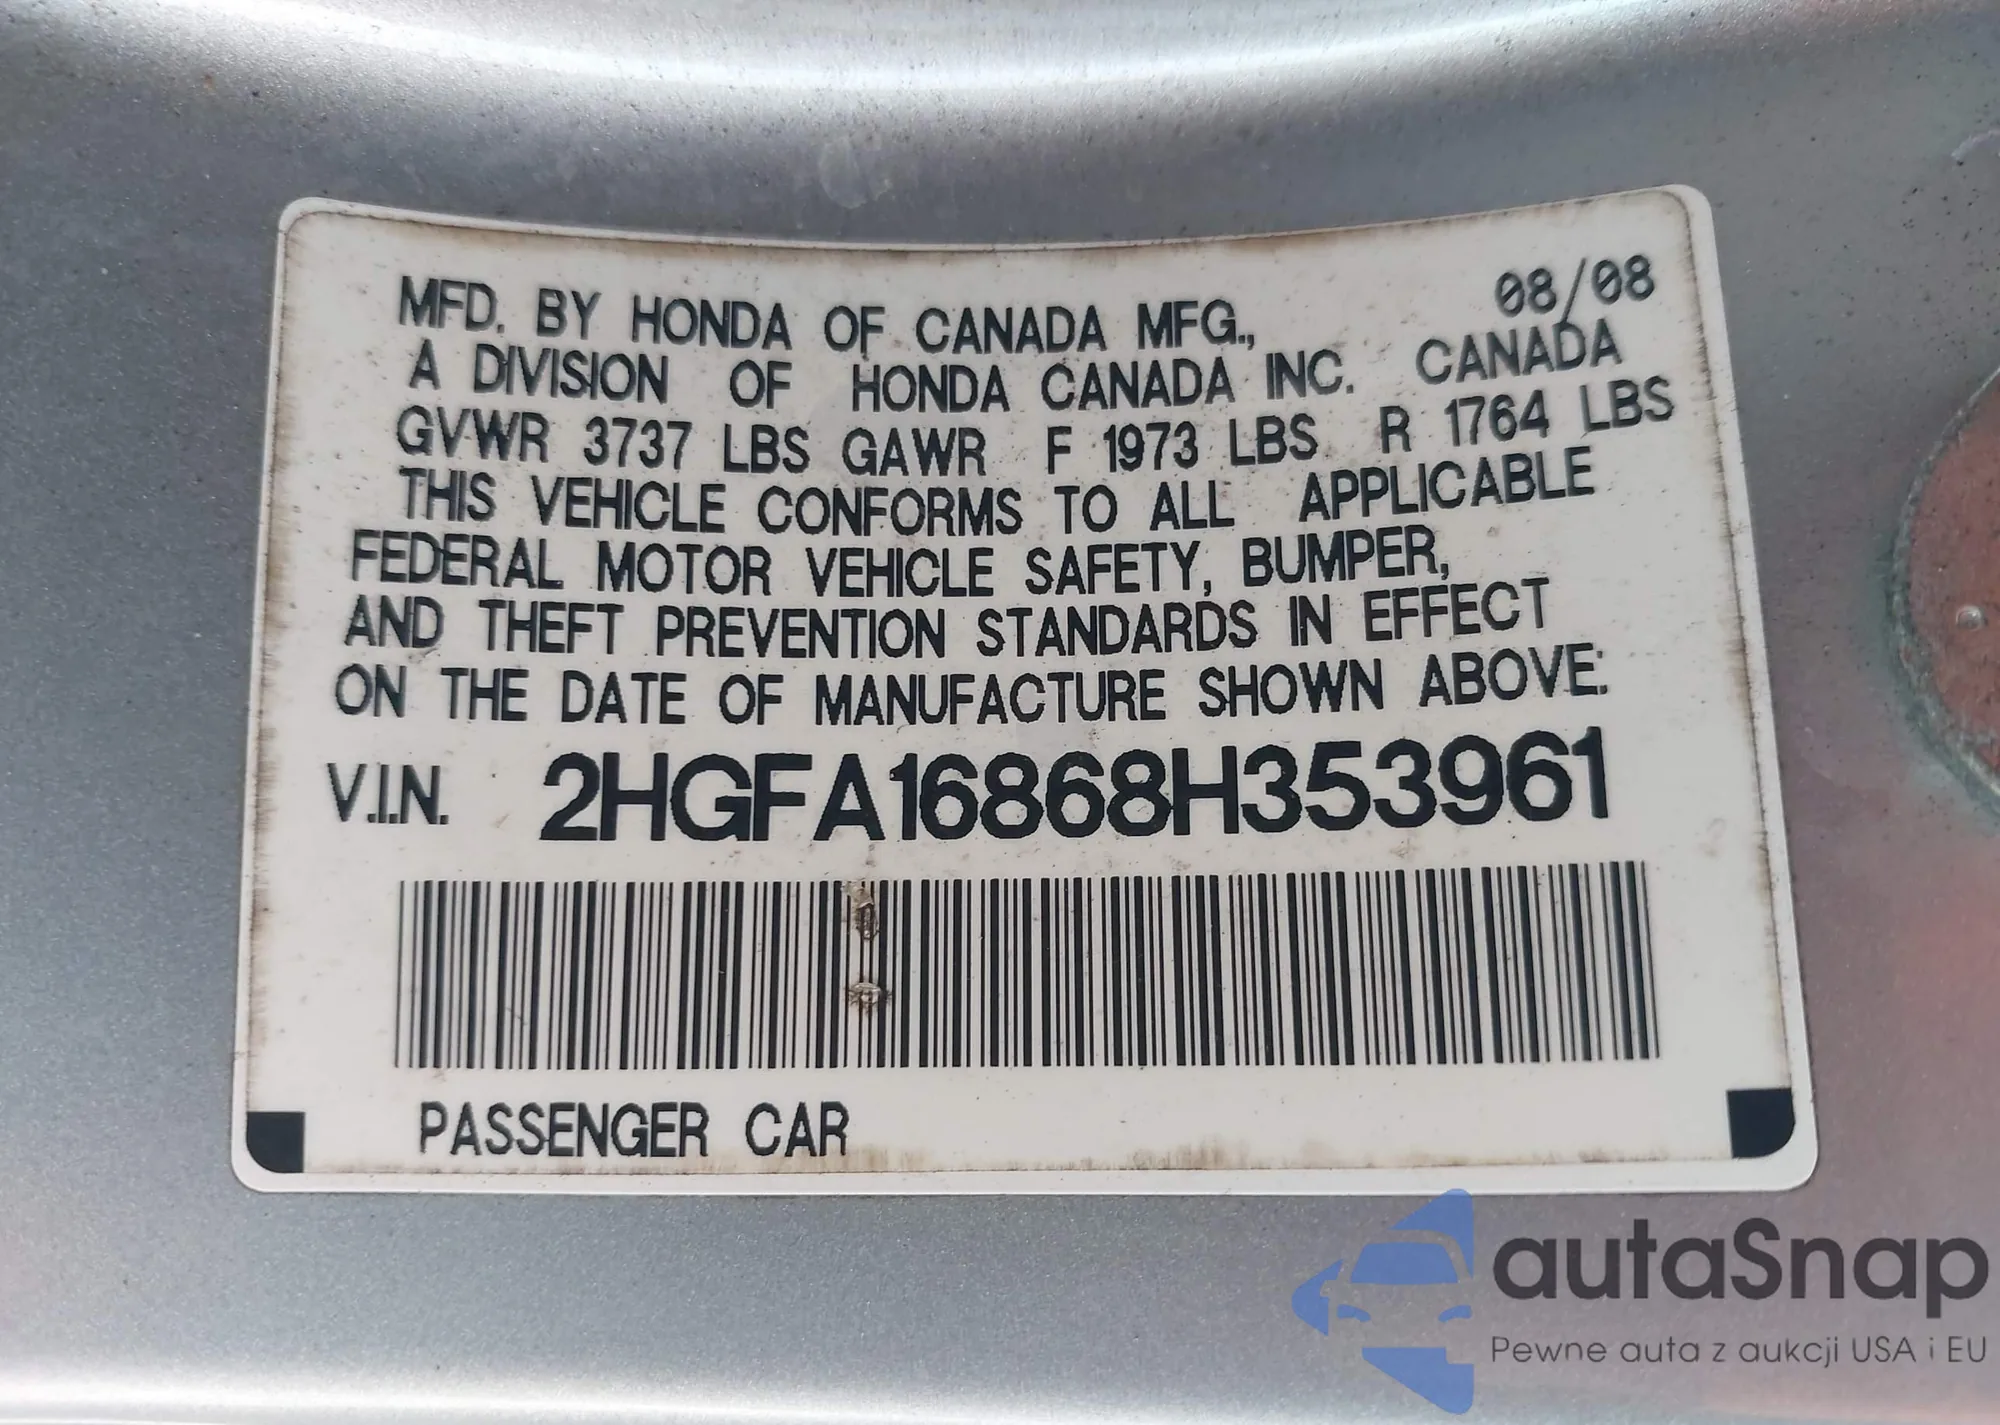 08/08
MFD. BY HONDA OF CANADA MFG.,
A DIVISION OF HONDA CANADA INC. CANADA
GVWR 3737 LBS GAWR F 1973 LBS R 1764 LBS
THIS VEHICLE CONFORMS TO ALL APPLICABLE
FEDERAL MOTOR VEHICLE SAFETY, BUMPER,
AND THEFT PREVENTION STANDARDS IN EFFECT
ON THE DATE OF MANUFACTURE SHOWN ABOVE:
V.I.N. 2HGFA16868H353961
PASSENGER CAR
autaSnap
Pewne auta z aukcji USA i EU